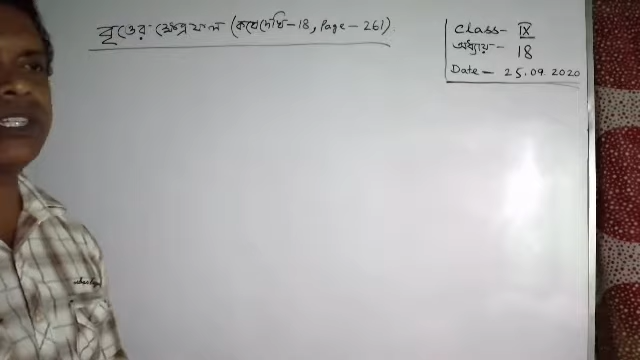 বৃত্তের ক্ষেত্রফল (কষেদেখি-18, Page-261)
Class- IX
অধ্যায়- 18
Date - 25.09.2020